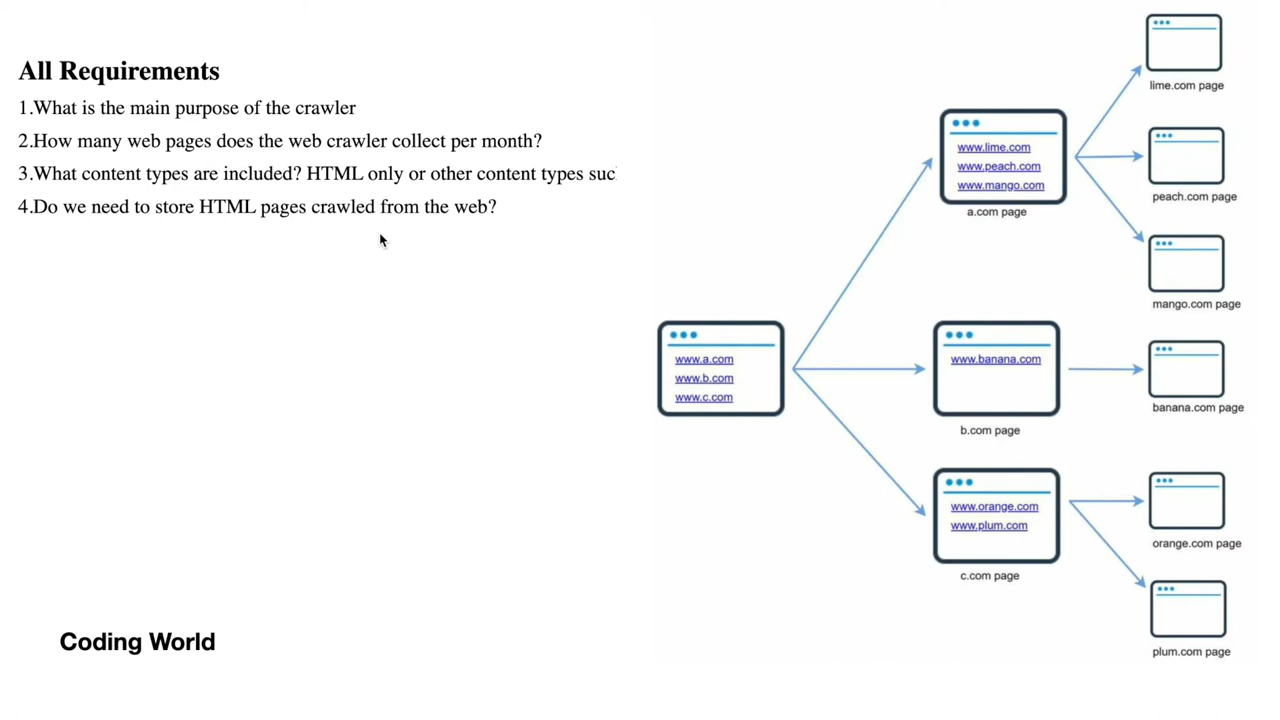 All Requirements
1.What is the main purpose of the crawler
2.How many web pages does the web crawler collect per month?
3.What content types are included? HTML only or other content types
4.Do we need to store HTML pages crawled from the web?
Coding World
www.a.com
www.b.com
www.c.com
www.lime.com
www.peach.com
www.mango.com
a.com page
www.banana.com
b.com page
www.orange.com
www.plum.com
c.com page
lime.com page
peach.com page
mango.com page
banana.com page
orange.com page
plum.com page